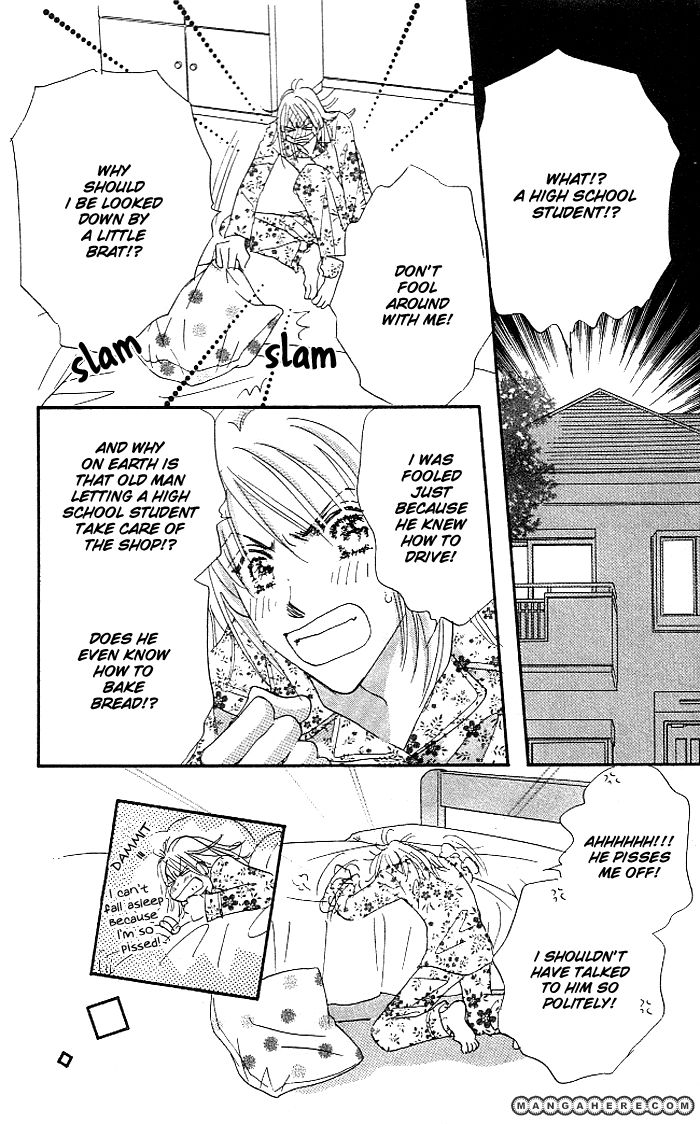 WHAT!?
A HIGH SCHOOL
STUDENT!?
WHY
SHOULD
I BE LOOKED
DOWN BY
A LITTLE
BRAT!?
DON'T
FOOL
AROUND
WITH ME!
slam
slam
I WAS
FOOLED
JUST
BECAUSE
HE KNEW
HOW TO
DRIVE!
AND WHY
ON EARTH IS
THAT OLD MAN
LETTING A HIGH
SCHOOL STUDENT
TAKE CARE OF
THE SHOP!?
DOES HE
EVEN KNOW
HOW TO
BAKE
BREAD!?
AHHHHHH!!!
HE PISSES
ME OFF!
I SHOULDN'T
HAVE TALKED
TO HIM SO
POLITELY!
DAMMIT
!!
I can't
fall asleep
because
I'm so
pissed!
MANGAHERE.COM